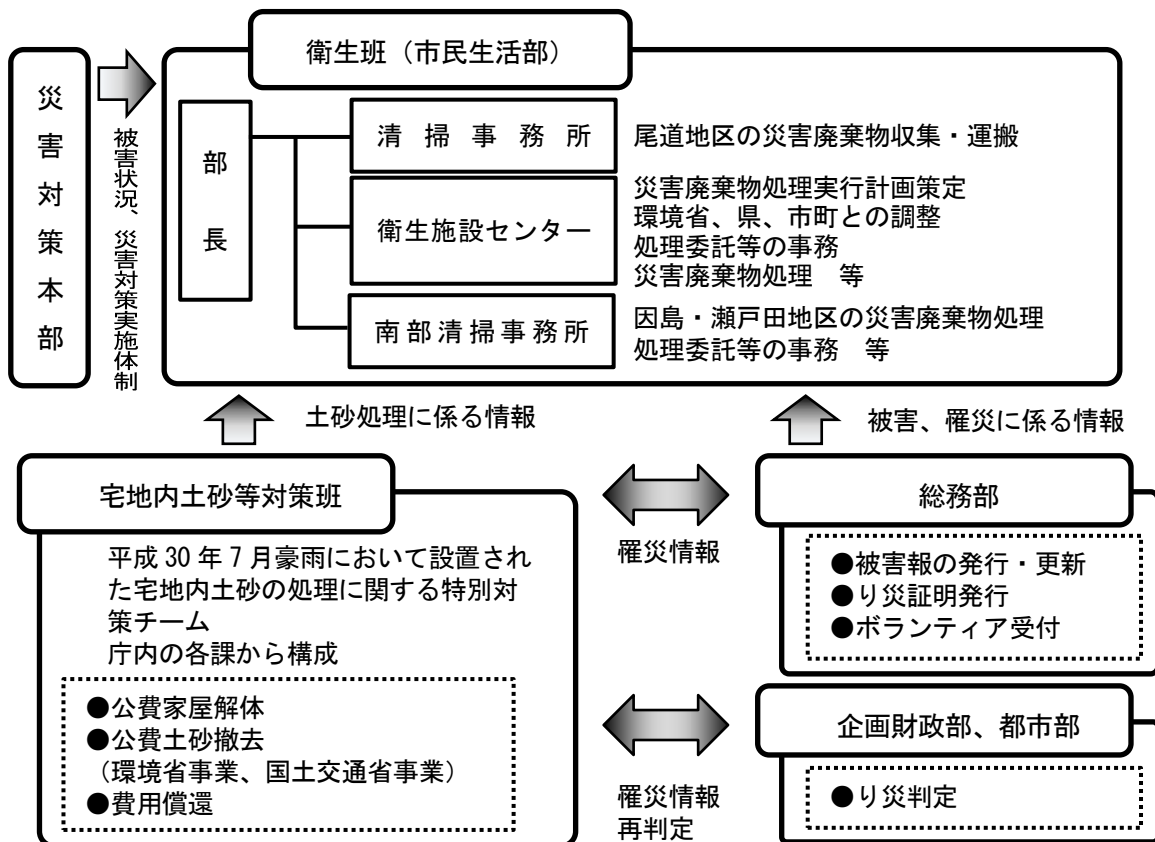 衛生班（市民生活部）
災害対策本部
被害状況、災害対策実施体制
部長
清掃事務所
尾道地区の災害廃棄物収集・運搬
衛生施設センター
災害廃棄物処理実行計画策定
環境省、県、市町との調整
処理委託等の事務
災害廃棄物処理　等
南部清掃事務所
因島・瀬戸田地区の災害廃棄物処理
処理委託等の事務　等
土砂処理に係る情報
被害、罹災に係る情報
宅地内土砂等対策班
平成 30 年 7 月豪雨において設置され
た宅地内土砂の処理に関する特別対
策チーム
庁内の各課から構成
●公費家屋解体
●公費土砂撤去
（環境省事業、国土交通省事業）
●費用償還
罹災情報
総務部
●被害報の発行・更新
●り災証明発行
●ボランティア受付
罹災情報
再判定
企画財政部、都市部
●り災判定